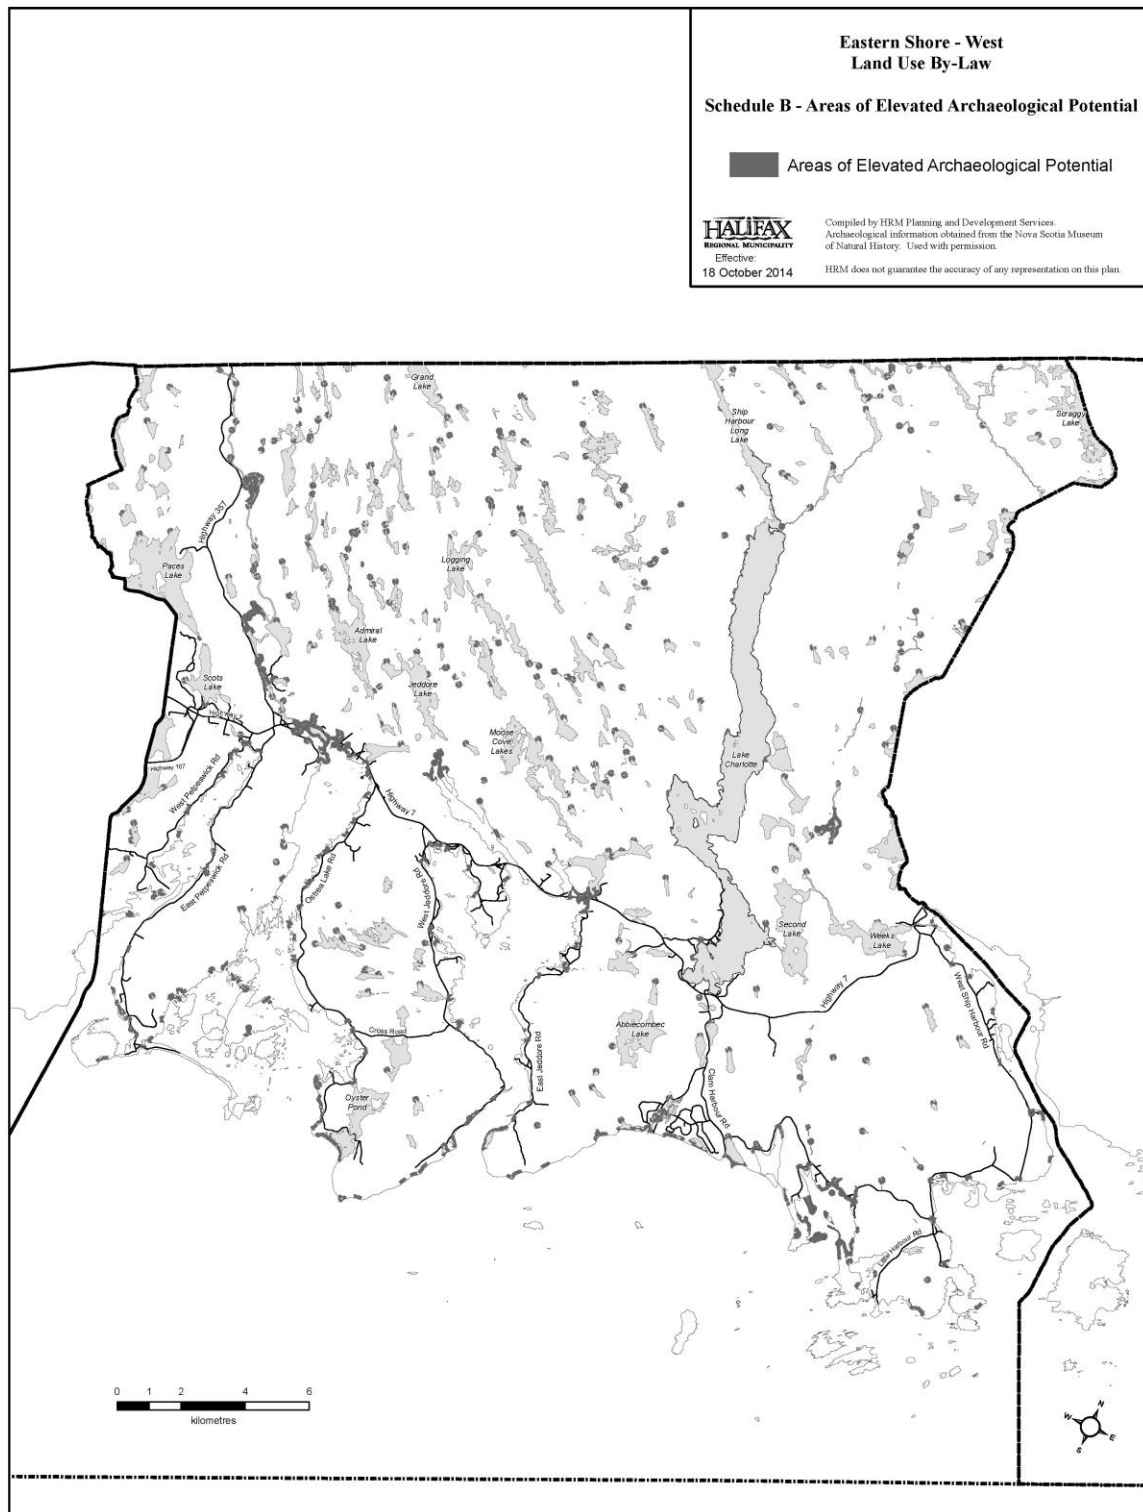 Eastern Shore - West
Land Use By-Law
Schedule B - Areas of Elevated Archaeological Potential
Areas of Elevated Archaeological Potential
HALIFAX
REGIONAL MUNICIPALITY
Effective:
18 October 2014
Compiled by HRM Planning and Development Services.
Archaeological information obtained from the Nova Scotia Museum
of Natural History. Used with permission.
HRM does not guarantee the accuracy of any representation on this plan.
Grand
Lake
Ship
Harbour
Long
Lake
Scraggy
Lake
Highway 357
Paces
Lake
Logging
Lake
Admiral
Lake
Scots
Lake
Jeddore
Lake
Highway 7
Moose
Cove
Lakes
Lake
Charlotte
Highway 107
West Petpeswick Rd
Highway 7
East Petpeswick Rd
Ostrea Lake Rd
West Jeddore Rd
Second
Lake
Weeks
Lake
Highway 7
West Ship Harbour Rd
Cross Road
Abbiecombec
Lake
East Jeddore Rd
Oyster
Pond
Clam Harbour Rd
Little Harbour Rd
0 1 2 4 6
kilometres
N
W
E
S